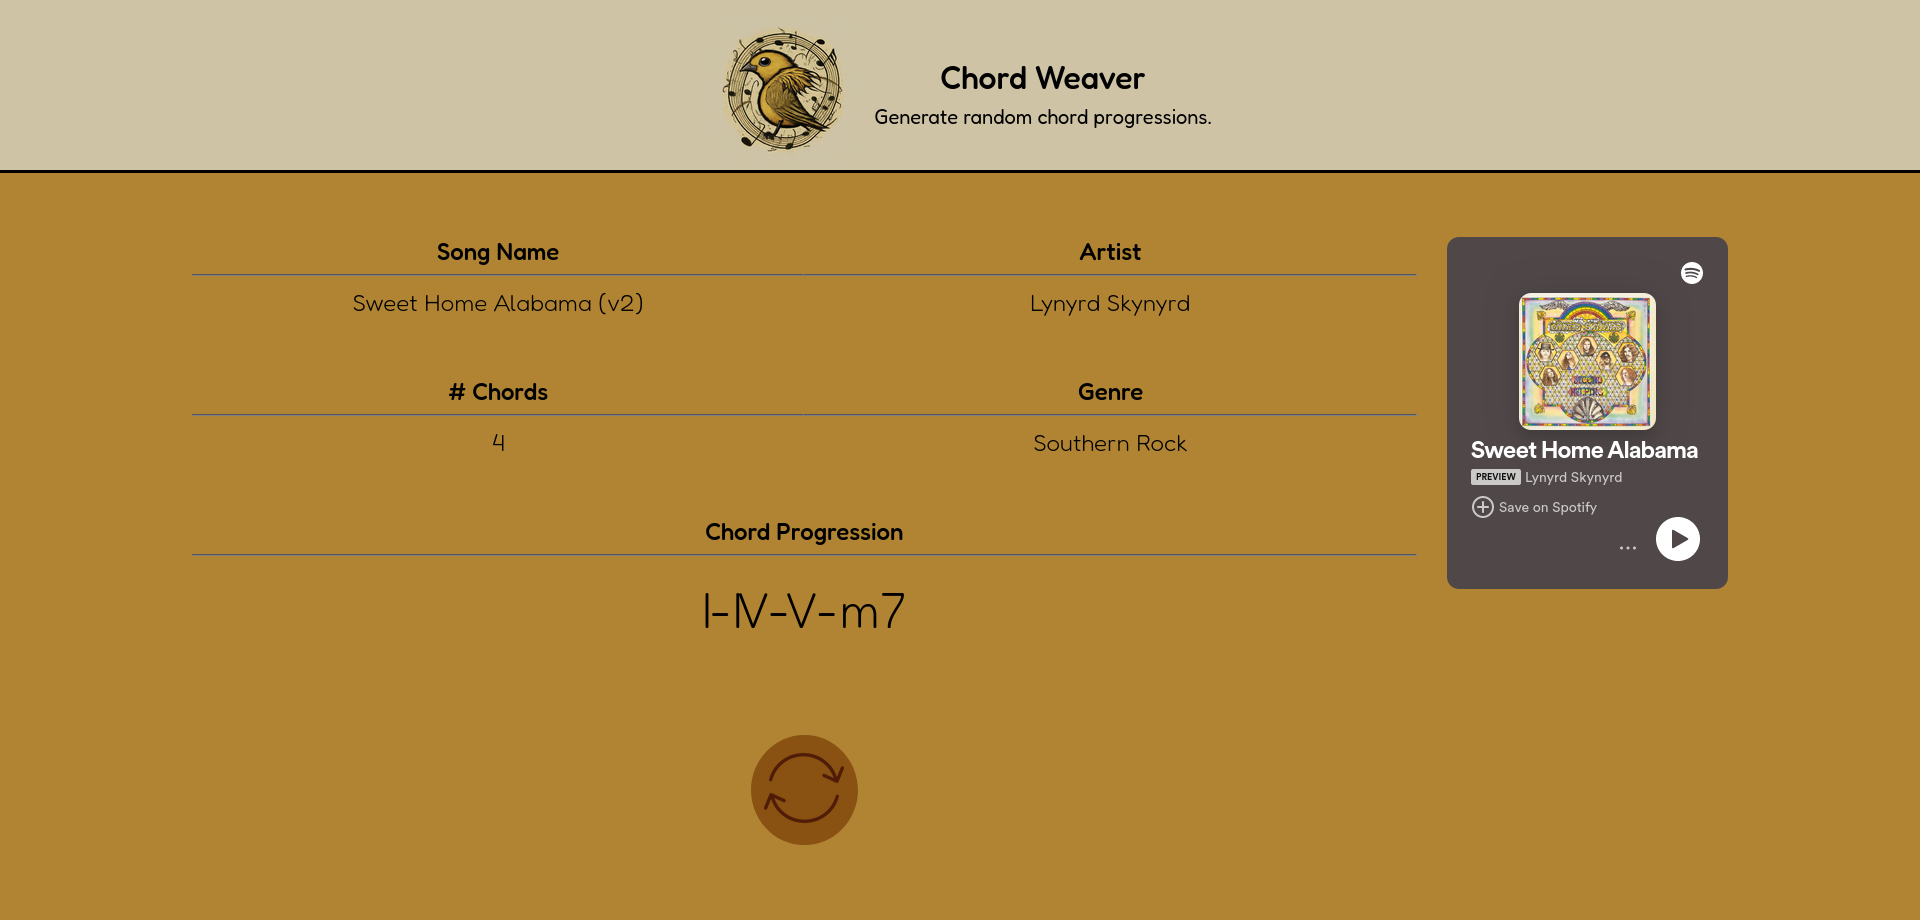 Chord Weaver
Generate random chord progressions.
Song Name
Artist
Sweet Home Alabama (v2)
Lynyrd Skynyrd
# Chords
Genre
4
Southern Rock
Chord Progression
I-IV-V-m7
Sweet Home Alabama
PREVIEW Lynyrd Skynyrd
Save on Spotify